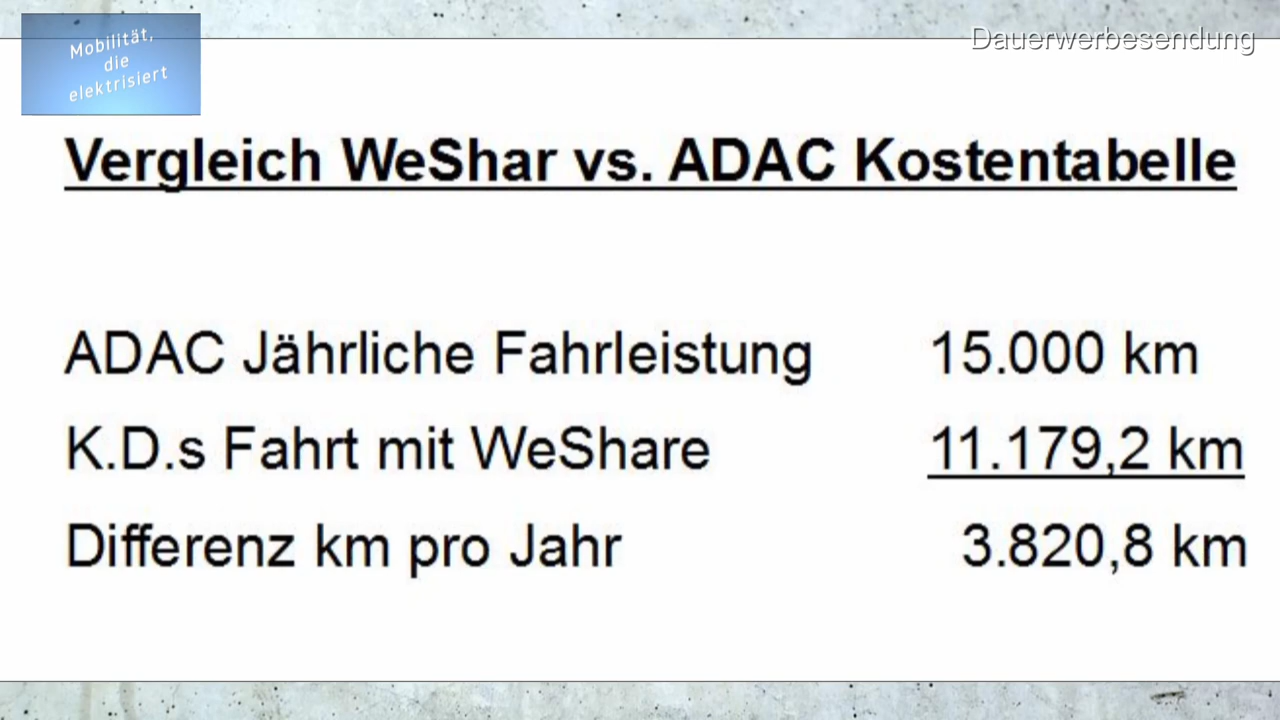 Mobilität,
die
elektrisiert
Dauerwerbesendung
Vergleich WeShar vs. ADAC Kostentabelle
ADAC Jährliche Fahrleistung 15.000 km
K.D.s Fahrt mit WeShare 11.179,2 km
Differenz km pro Jahr 3.820,8 km